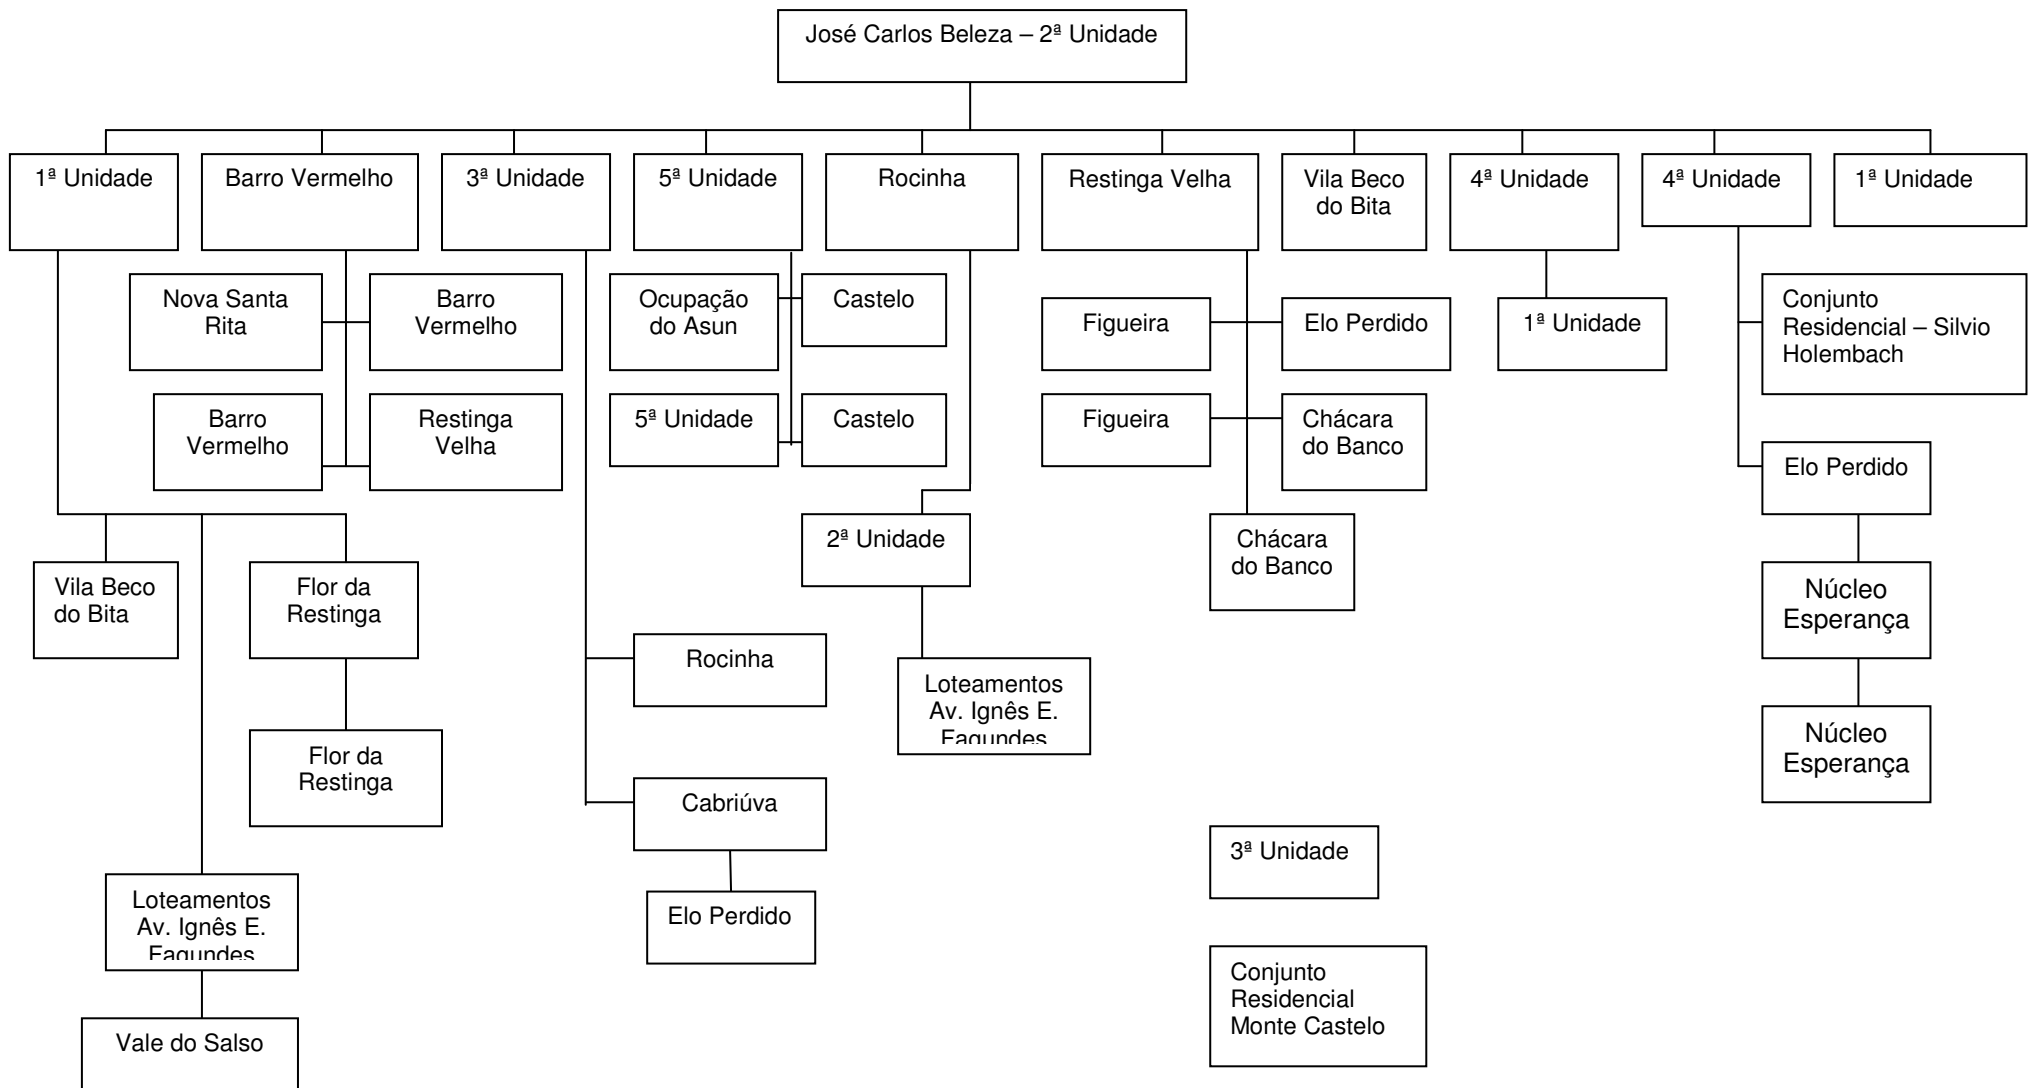 José Carlos Beleza – 2ª Unidade
1ª Unidade
Barro Vermelho
3ª Unidade
5ª Unidade
Rocinha
Restinga Velha
Vila Beco
do Bita
4ª Unidade
4ª Unidade
1ª Unidade
Nova Santa
Rita
Barro
Vermelho
Ocupação
do Asun
Castelo
Figueira
Elo Perdido
1ª Unidade
Conjunto
Residencial – Silvio
Holembach
Barro
Vermelho
Restinga
Velha
5ª Unidade
Castelo
Figueira
Chácara
do Banco
Elo Perdido
2ª Unidade
Chácara
do Banco
Vila Beco
do Bita
Flor da
Restinga
Núcleo
Esperança
Rocinha
Loteamentos
Av. Ignês E.
Fagundes
Flor da
Restinga
Núcleo
Esperança
Cabriúva
3ª Unidade
Loteamentos
Av. Ignês E.
Fagundes
Elo Perdido
Conjunto
Residencial
Monte Castelo
Vale do Salso